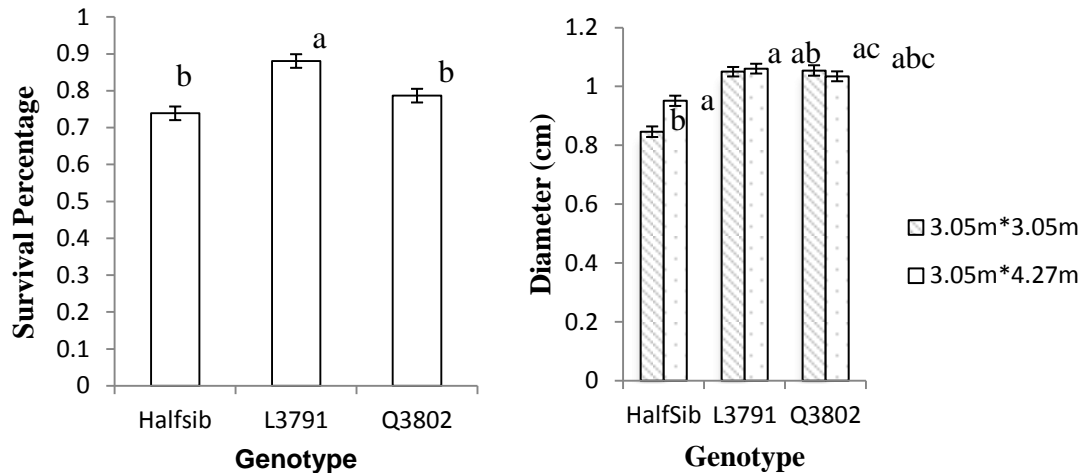 Survival Percentage
1
0.9
0.8
0.7
0.6
0.5
0.4
0.3
0.2
0.1
0
b
a
b
Halfsib L3791 Q3802
Genotype
Diameter (cm)
1.2
1
0.8
0.6
0.4
0.2
0
b a
a ab ac abc
HalfSib L3791 Q3802
Genotype
3.05m*3.05m
3.05m*4.27m